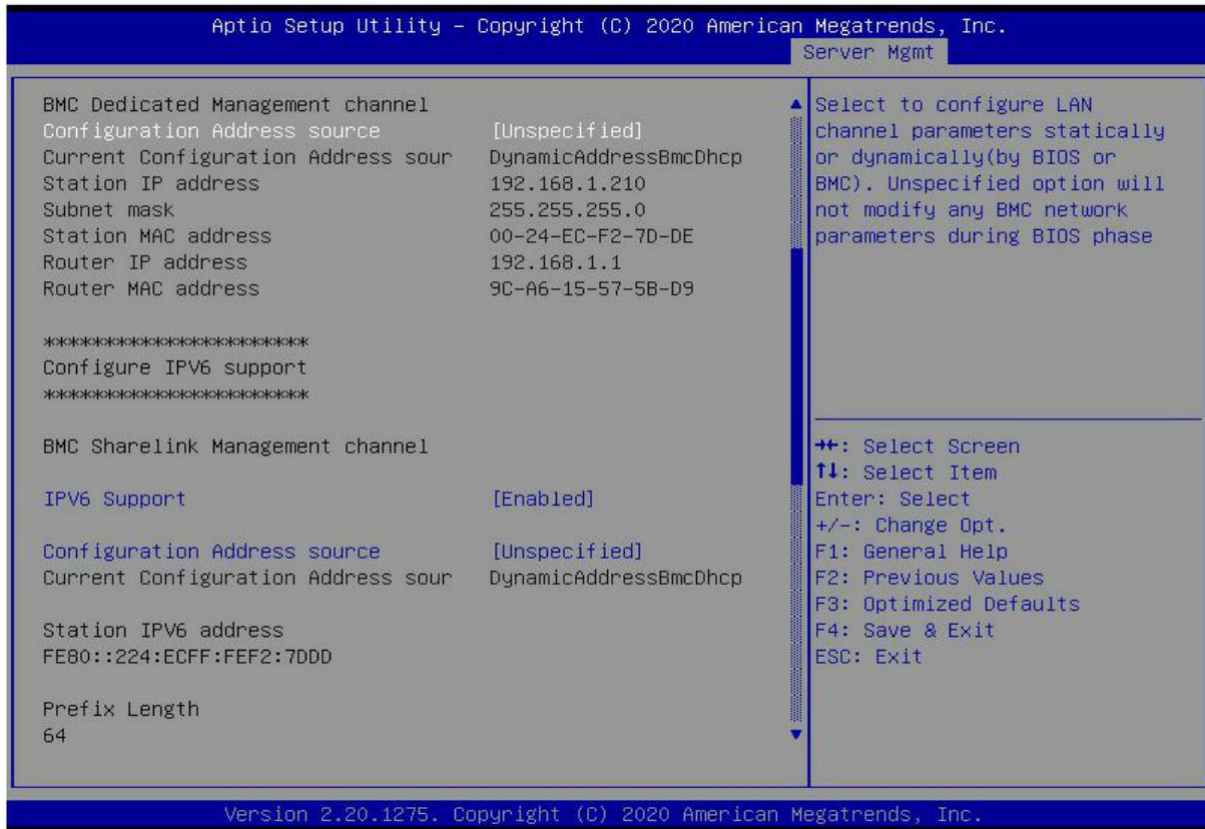 Aptio Setup Utility – Copyright (C) 2020 American Megatrends, Inc.
Server Mgmt
BMC Dedicated Management channel
Configuration Address source [Unspecified]
Current Configuration Address sour DynamicAddressBmcDhcp
Station IP address 192.168.1.210
Subnet mask 255.255.255.0
Station MAC address 00-24-EC-F2-7D-DE
Router IP address 192.168.1.1
Router MAC address 9C-A6-15-57-5B-D9
***********************
Configure IPV6 support
***********************
BMC Sharelink Management channel
IPV6 Support [Enabled]
Configuration Address source [Unspecified]
Current Configuration Address sour DynamicAddressBmcDhcp
Station IPV6 address
FE80::224:ECFF:FEF2:7DDD
Prefix Length
64
Select to configure LAN
channel parameters statically
or dynamically(by BIOS or
BMC). Unspecified option will
not modify any BMC network
parameters during BIOS phase
→←: Select Screen
↑↓: Select Item
Enter: Select
+/-: Change Opt.
F1: General Help
F2: Previous Values
F3: Optimized Defaults
F4: Save & Exit
ESC: Exit
Version 2.20.1275. Copyright (C) 2020 American Megatrends, Inc.